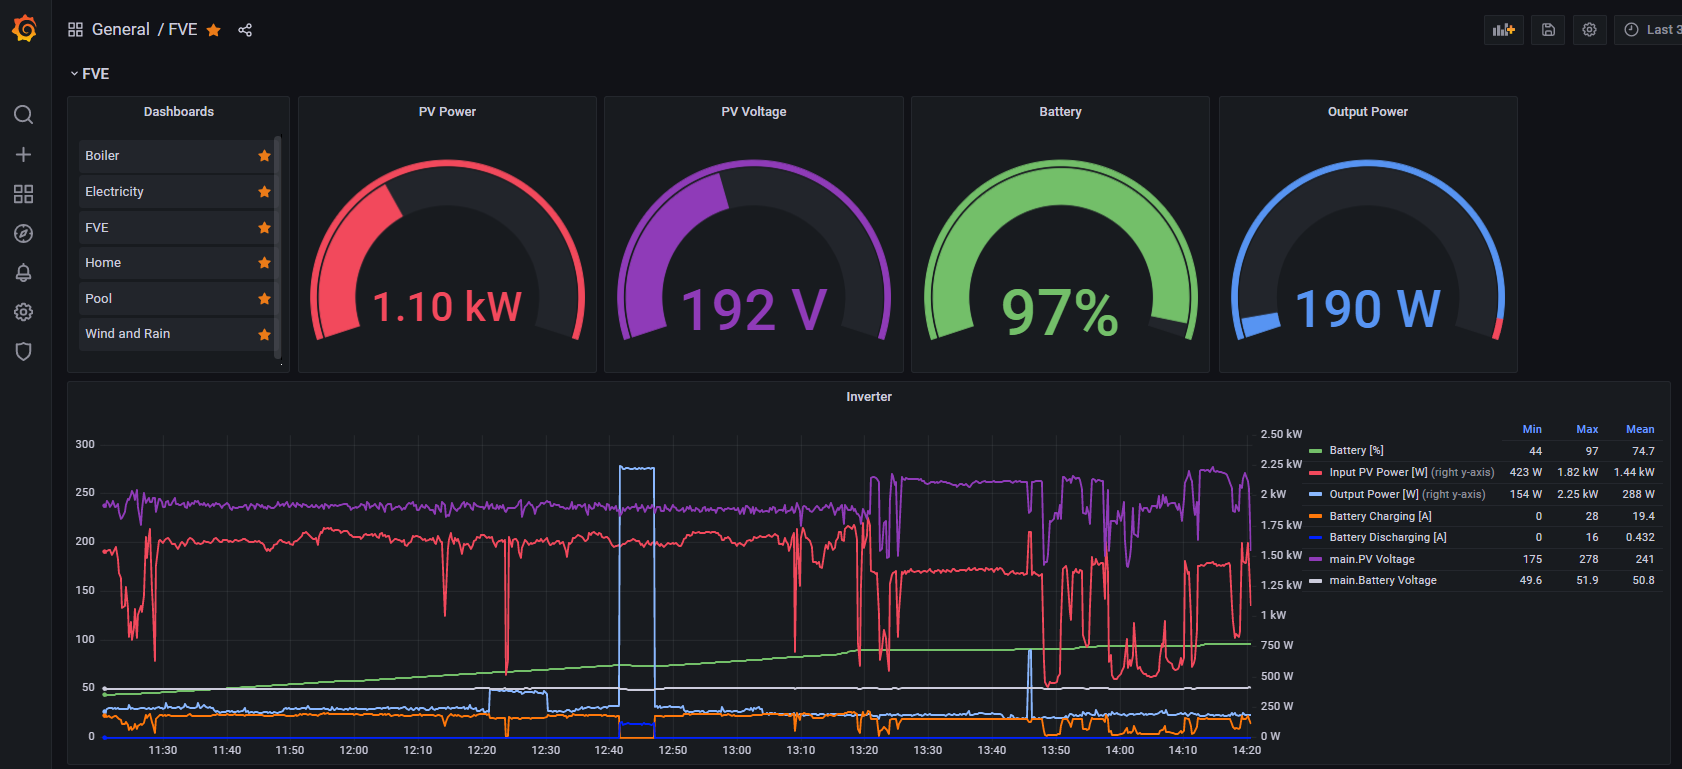 General / FVE
Last 3
FVE
Dashboards
Boiler
Electricity
FVE
Home
Pool
Wind and Rain
PV Power
1.10 kW
PV Voltage
192 V
Battery
97%
Output Power
190 W
Inverter
300
250
200
150
100
50
0
2.50 kW
2.25 kW
2 kW
1.75 kW
1.50 kW
1.25 kW
1 kW
750 W
500 W
250 W
0 W
11:30 11:40 11:50 12:00 12:10 12:20 12:30 12:40 12:50 13:00 13:10 13:20 13:30 13:40 13:50 14:00 14:10 14:20
Min Max Mean
Battery [%] 44 97 74.7
Input PV Power [W] (right y-axis) 423 W 1.82 kW 1.44 kW
Output Power [W] (right y-axis) 154 W 2.25 kW 288 W
Battery Charging [A] 0 28 19.4
Battery Discharging [A] 0 16 0.432
main.PV Voltage 175 278 241
main.Battery Voltage 49.6 51.9 50.8